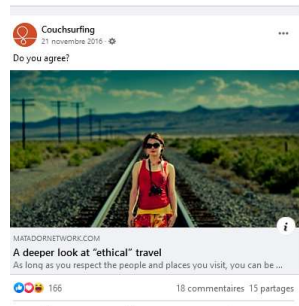 Couchsurfing
21 novembre 2016 ·
Do you agree?
i
MATADORNETWORK.COM
A deeper look at "ethical" travel
As long as you respect the people and places you visit, you can be ...
166
18 commentaires 15 partages